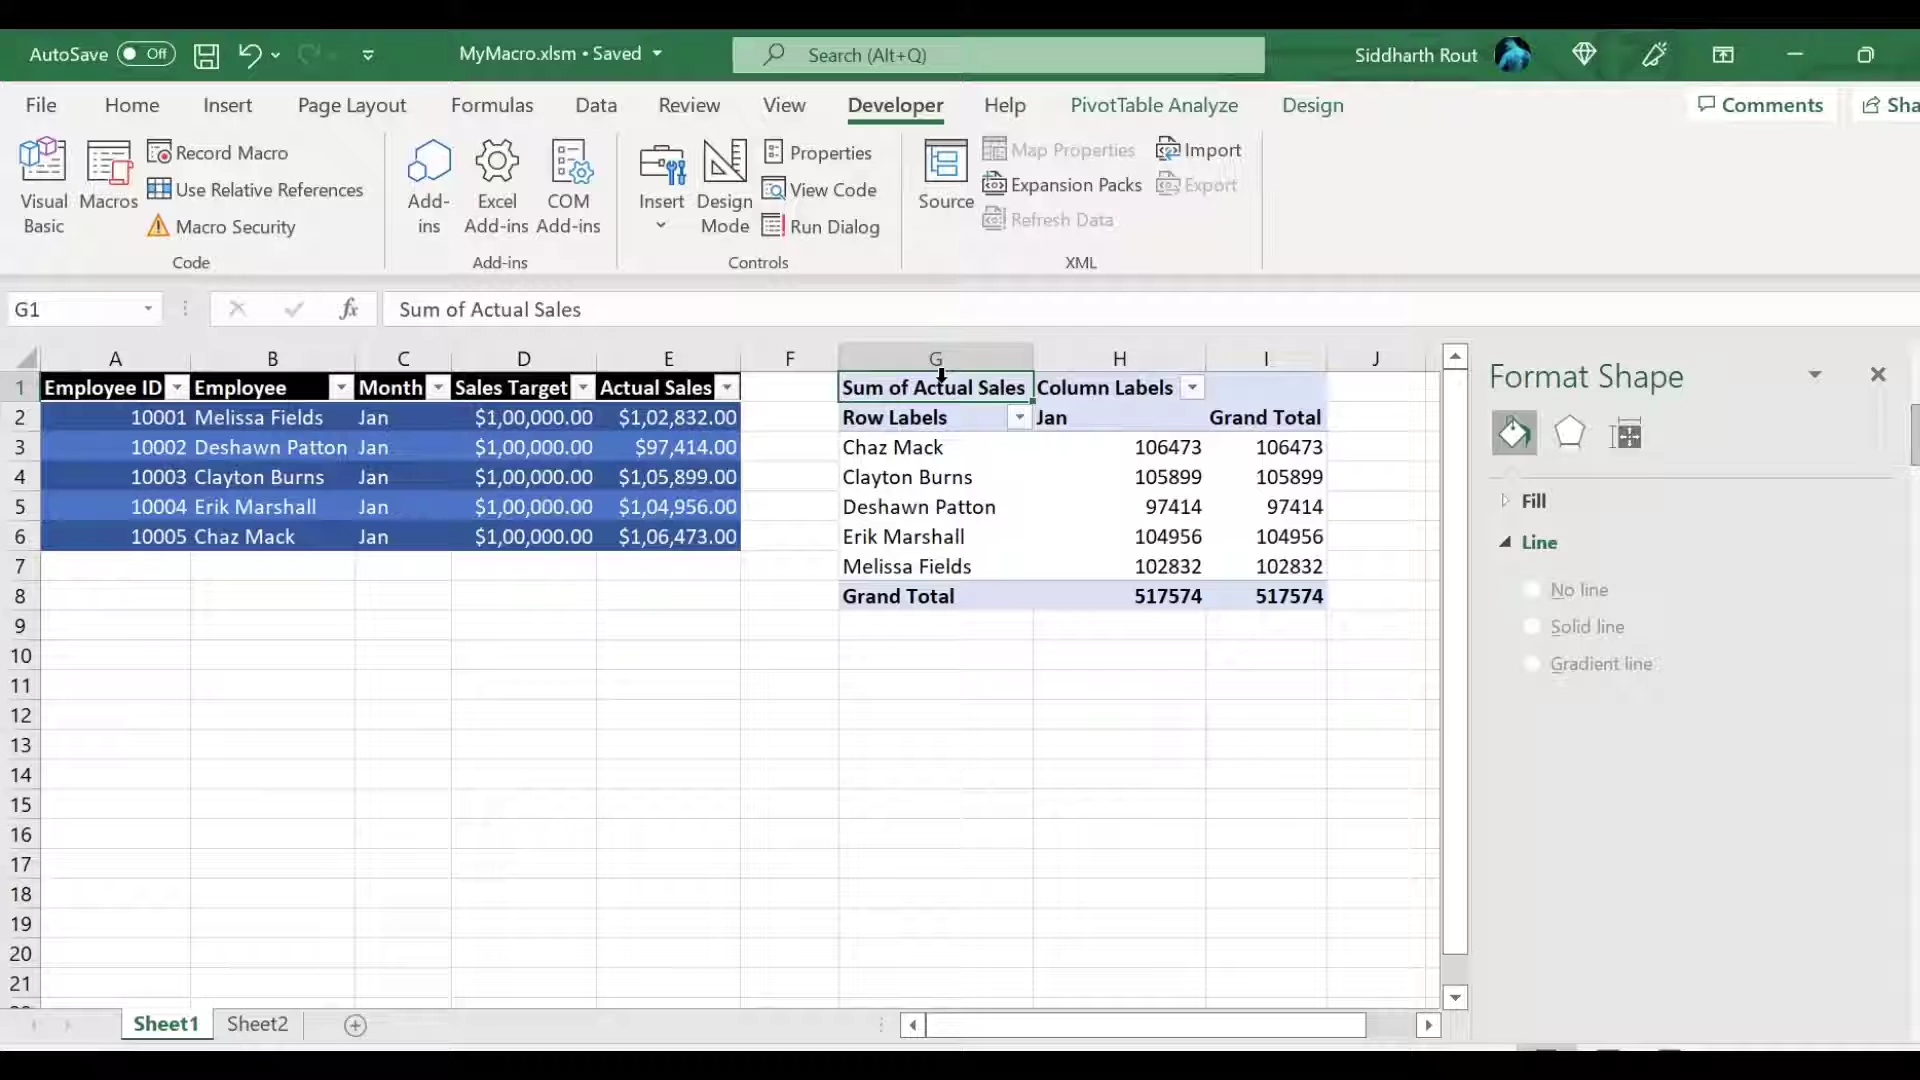 AutoSave Off MyMacro.xlsm • Saved Search (Alt+Q) Siddharth Rout
File Home Insert Page Layout Formulas Data Review View Developer Help PivotTable Analyze Design Comments Sha
Visual Basic
Macros
Record Macro
Use Relative References
Macro Security
Code
Add-ins
Excel Add-ins
COM Add-ins
Add-ins
Insert
Design Mode
Properties
View Code
Run Dialog
Controls
Source
Map Properties
Expansion Packs
Refresh Data
Import
Export
XML
G1 fx Sum of Actual Sales
A B C D E F G H I J
1 Employee ID Employee Month Sales Target Actual Sales Sum of Actual Sales Column Labels
2 10001 Melissa Fields Jan $1,00,000.00 $1,02,832.00 Row Labels Jan Grand Total
3 10002 Deshawn Patton Jan $1,00,000.00 $97,414.00 Chaz Mack 106473 106473
4 10003 Clayton Burns Jan $1,00,000.00 $1,05,899.00 Clayton Burns 105899 105899
5 10004 Erik Marshall Jan $1,00,000.00 $1,04,956.00 Deshawn Patton 97414 97414
6 10005 Chaz Mack Jan $1,00,000.00 $1,06,473.00 Erik Marshall 104956 104956
7 Melissa Fields 102832 102832
8 Grand Total 517574 517574
9
10
11
12
13
14
15
16
17
18
19
20
21
Format Shape
Fill
Line
No line
Solid line
Gradient line
Sheet1 Sheet2